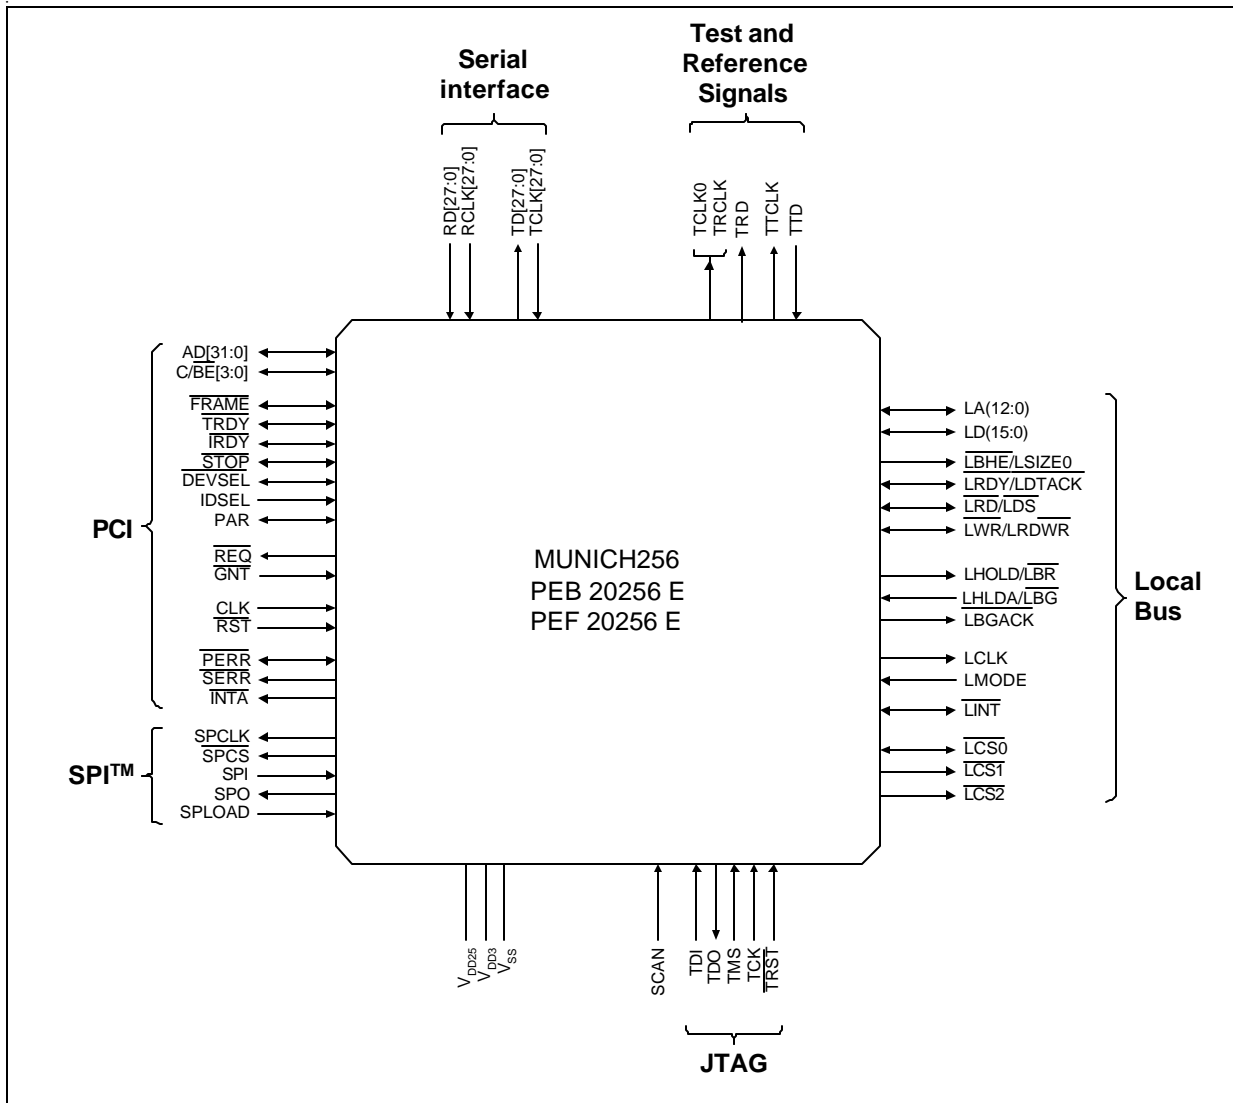 Serial
interface
Test and
Reference
Signals
RD[27:0]
RCLK[27:0]
TD[27:0]
TCLK[27:0]
TCLK0
TRCLK
TRD
TTCLK
TTD
PCI
AD[31:0]
C/BE[3:0]
FRAME
TRDY
IRDY
STOP
DEVSEL
IDSEL
PAR
REQ
GNT
CLK
RST
PERR
SERR
INTA
SPI™
SPCLK
SPCS
SPI
SPO
SPLOAD
MUNICH256
PEB 20256 E
PEF 20256 E
LA(12:0)
LD(15:0)
LBHE/LSIZE0
LRDY/LDTACK
LRD/LDS
LWR/LRDWR
LHOLD/LBR
LHLDA/LBG
LBGACK
LCLK
LMODE
LINT
LCS0
LCS1
LCS2
Local
Bus
VDD25
VDD3
VSS
SCAN
TDI
TDO
TMS
TCK
TRST
JTAG